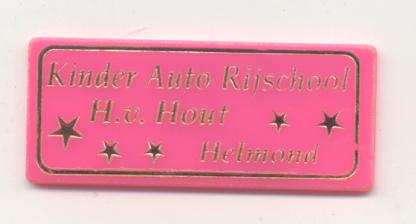 Kinder Auto Rijschool
H.v. Hout
Helmond